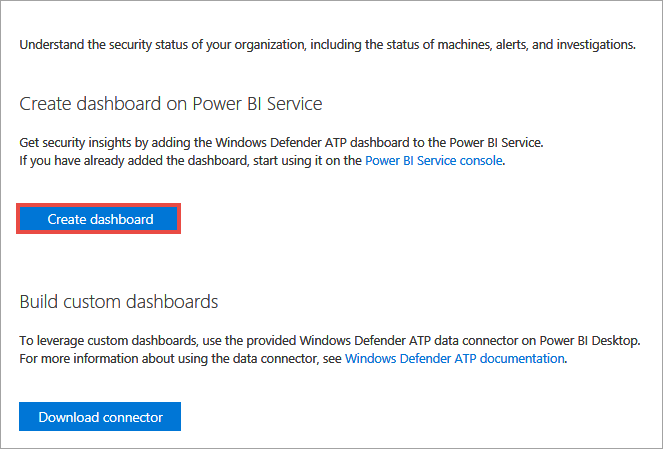 Understand the security status of your organization, including the status of machines, alerts, and investigations.
Create dashboard on Power BI Service
Get security insights by adding the Windows Defender ATP dashboard to the Power BI Service.
If you have already added the dashboard, start using it on the Power BI Service console.
Create dashboard
Build custom dashboards
To leverage custom dashboards, use the provided Windows Defender ATP data connector on Power BI Desktop.
For more information about using the data connector, see Windows Defender ATP documentation.
Download connector